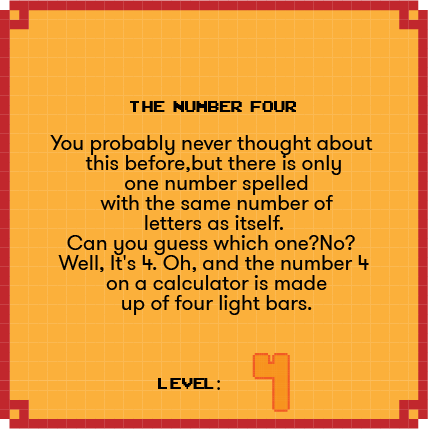 THE NUMBER FOUR
You probably never thought about
this before,but there is only
one number spelled
with the same number of
letters as itself.
Can you guess which one?No?
Well, It's 4. Oh, and the number 4
on a calculator is made
up of four light bars.
LEVEL: 4